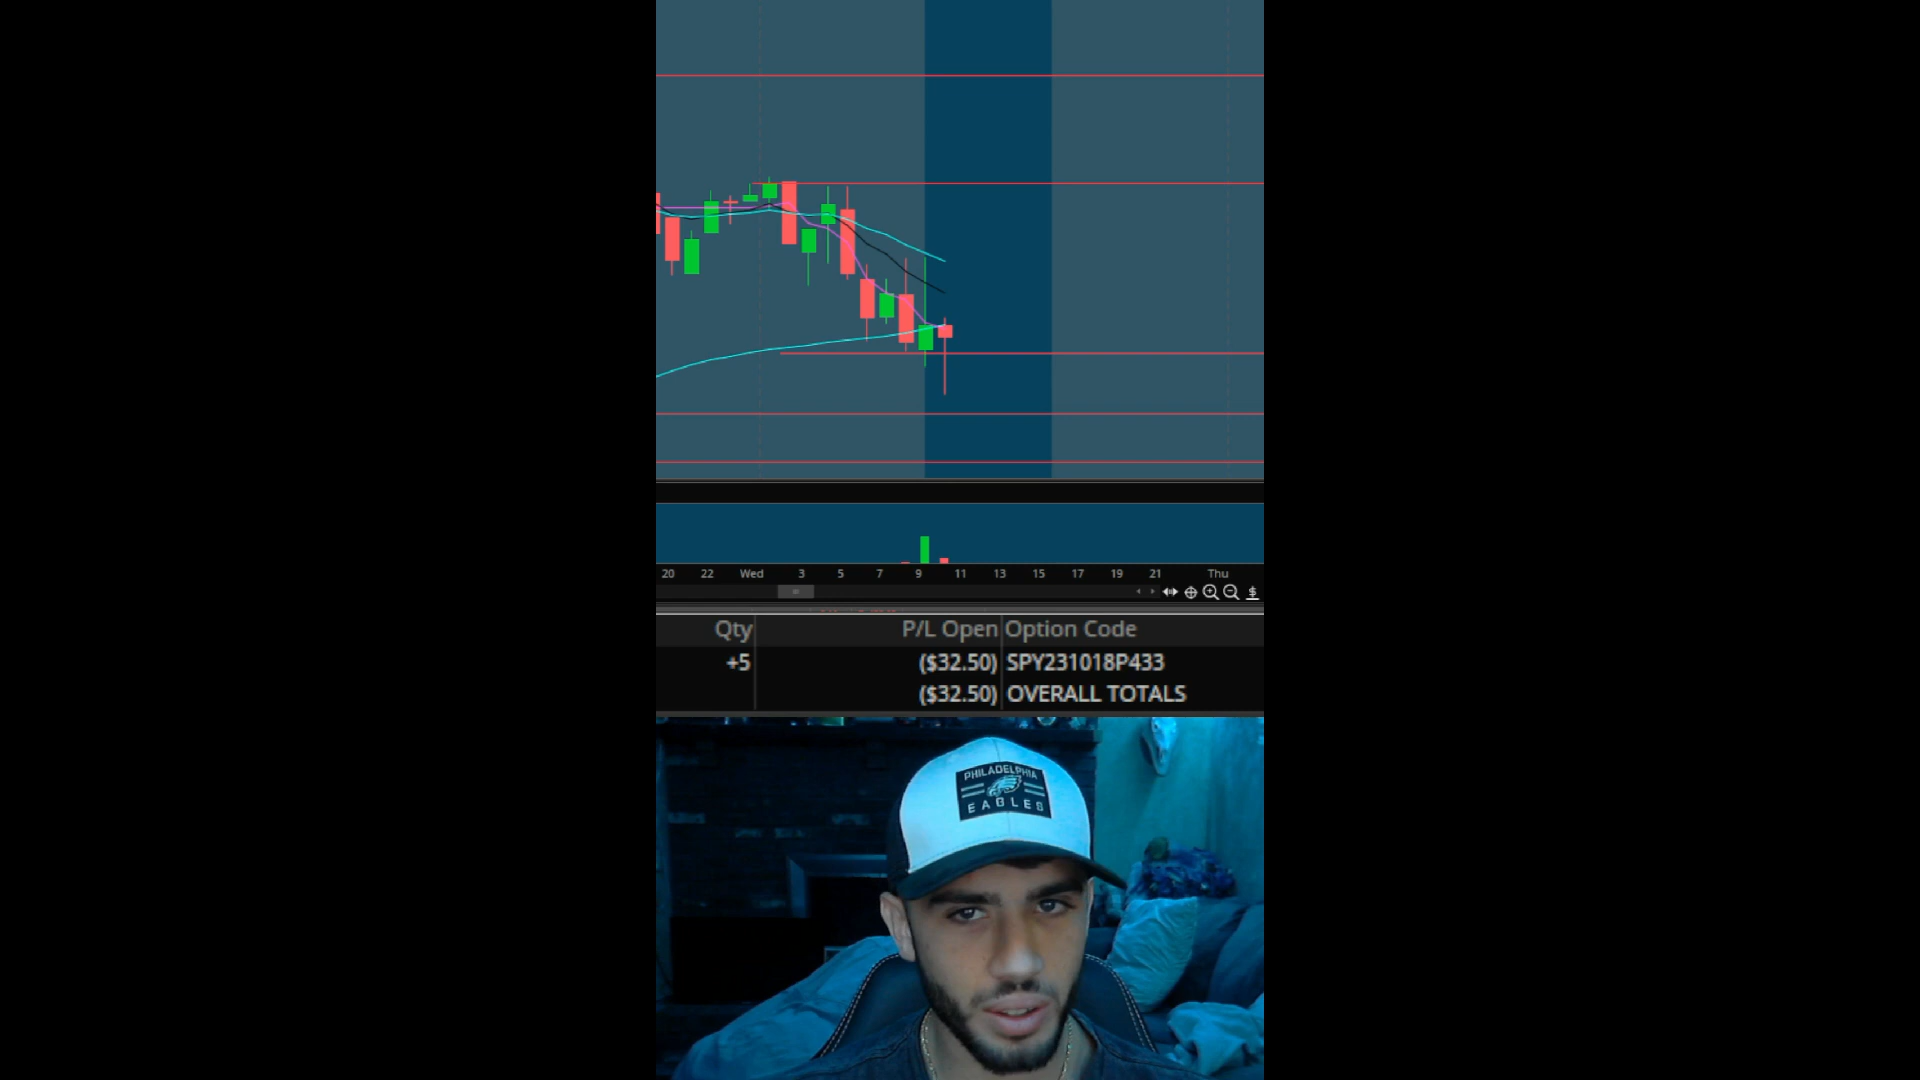 20 22 Wed 3 5 7 9 11 13 15 17 19 21 Thu
Qty P/L Open Option Code
+5 ($32.50) SPY231018P433
($32.50) OVERALL TOTALS
PHILADELPHIA
EAGLES